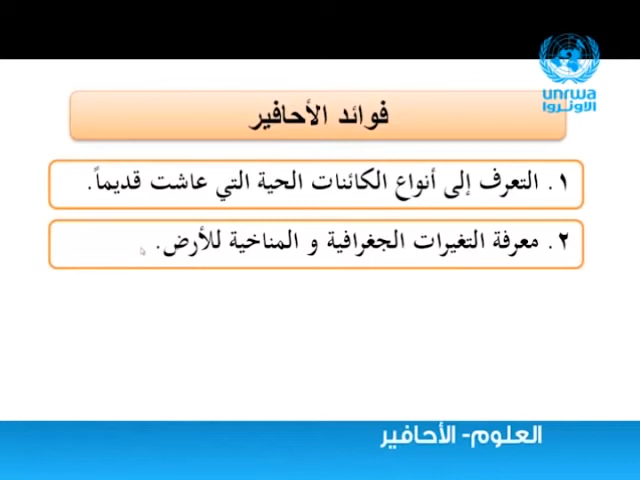 unrwa
الاونروا
فوائد الأحافير
١. التعرف إلى أنواع الكائنات الحية التي عاشت قديماً.
٢. معرفة التغيرات الجغرافية و المناخية للأرض.
العلوم- الأحافير